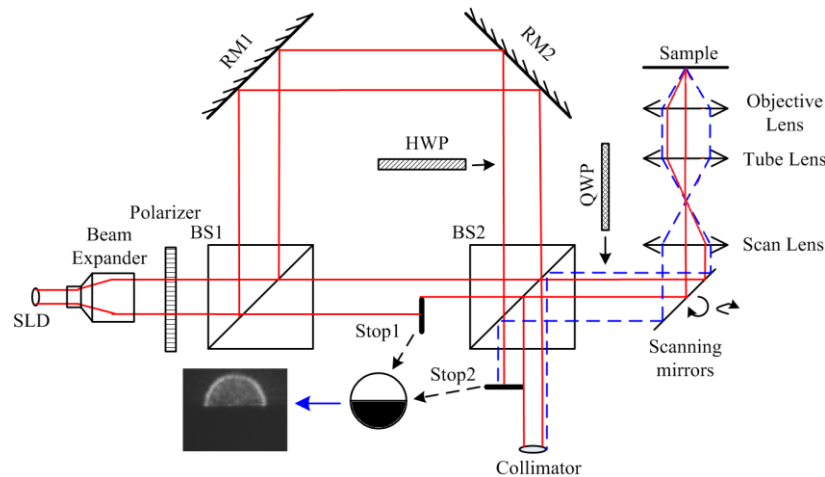 RM1
RM2
Sample
Objective
Lens
HWP
QWP
Tube Lens
Polarizer
Beam
Expander
BS1
BS2
Scan Lens
SLD
Stop1
Scanning
mirrors
Stop2
Collimator